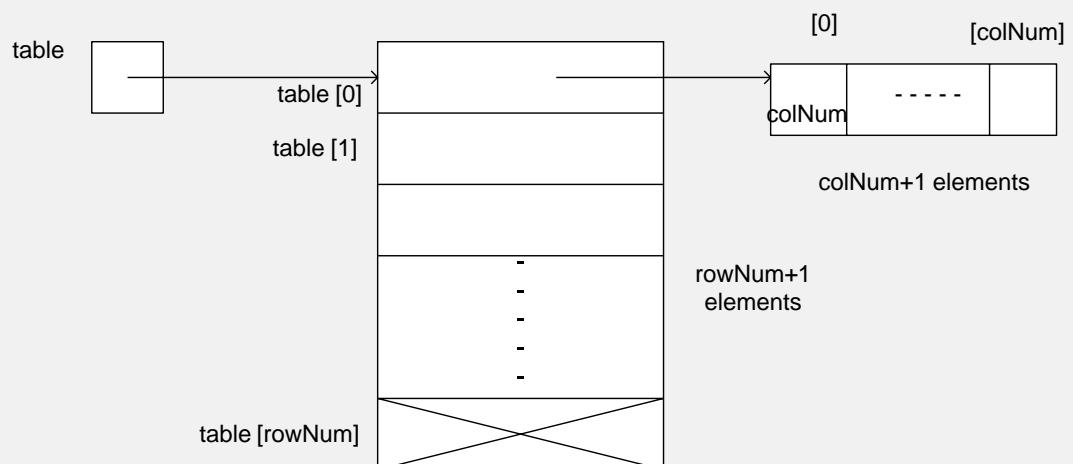 [0]
[colNum]
table
table [0]
colNum
- - - - -
table [1]
colNum+1 elements
rowNum+1
elements
table [rowNum]